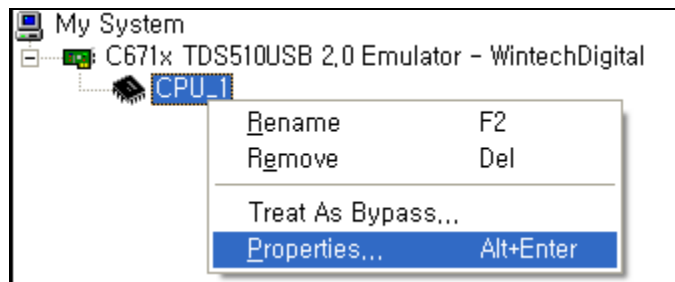 My System
C671x TDS510USB 2,0 Emulator - WintechDigital
CPU_1
Rename F2
Remove Del
Treat As Bypass,,,
Properties,,, Alt+Enter